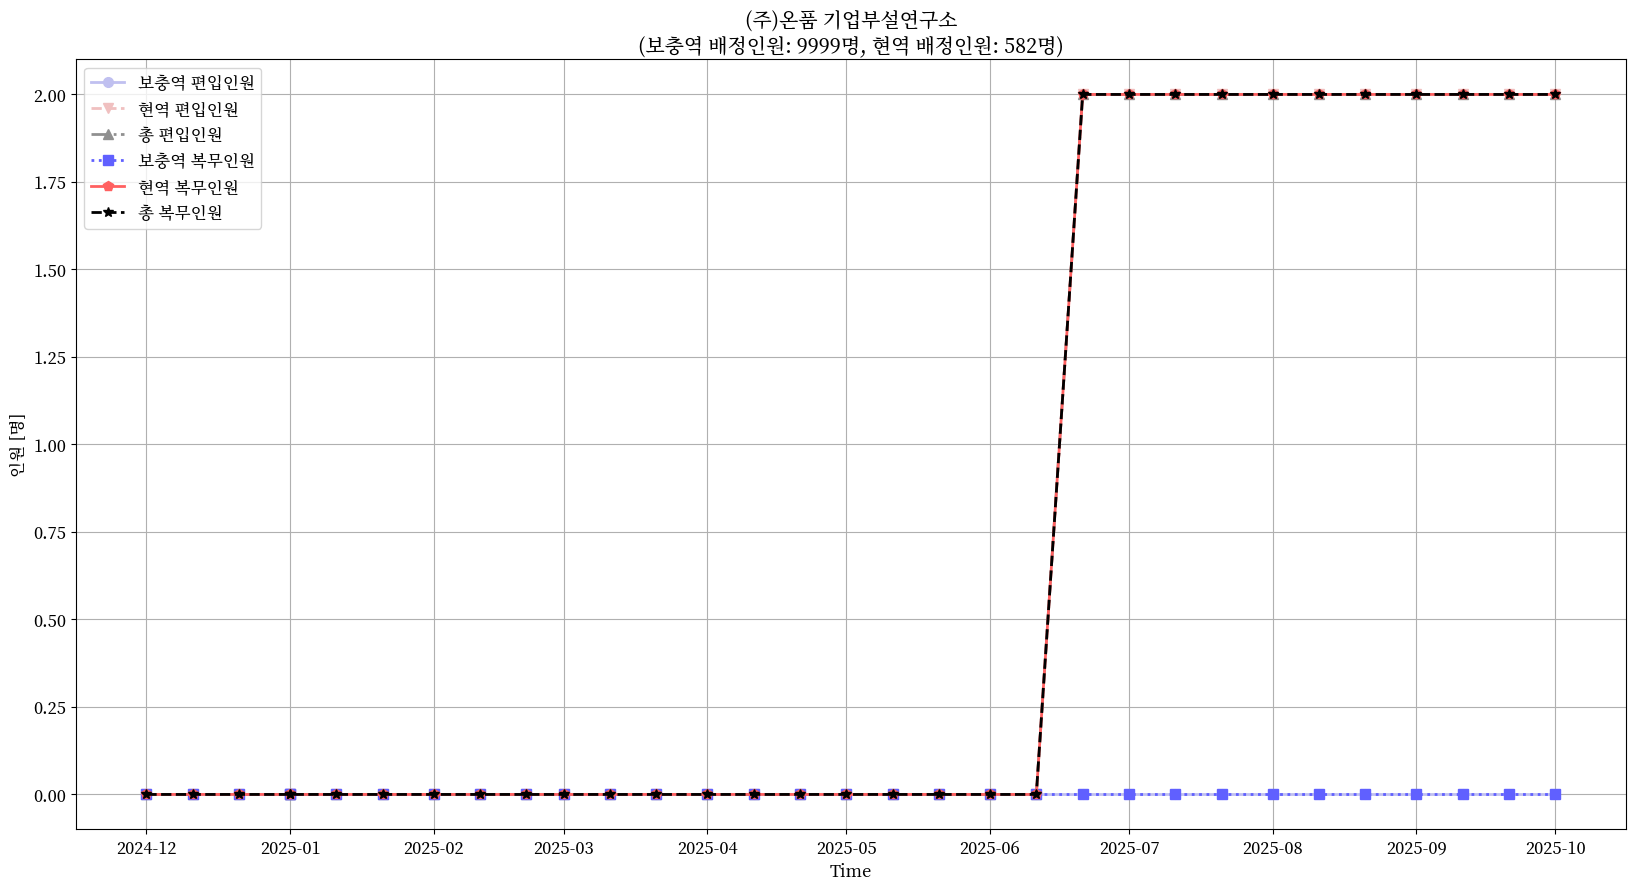 (주)온품 기업부설연구소
(보충역 배정인원: 9999명, 현역 배정인원: 582명)
보충역 편입인원
현역 편입인원
총 편입인원
보충역 복무인원
현역 복무인원
총 복무인원
2.00
1.75
1.50
1.25
1.00
0.75
0.50
0.25
0.00
인원 [명]
2024-12 2025-01 2025-02 2025-03 2025-04 2025-05 2025-06 2025-07 2025-08 2025-09 2025-10
Time